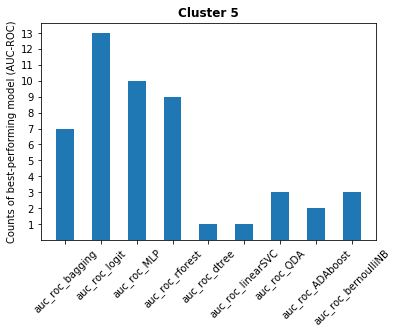 Cluster 5
Counts of best-performing model (AUC-ROC)
13
12
11
10
9
8
7
6
5
4
3
2
1
auc_roc_bagging
auc_roc_logit
auc_roc_MLP
auc_roc_rforest
auc_roc_dtree
auc_roc_linearSVC
auc_roc_QDA
auc_roc_ADAboost
auc_roc_bernoulliNB